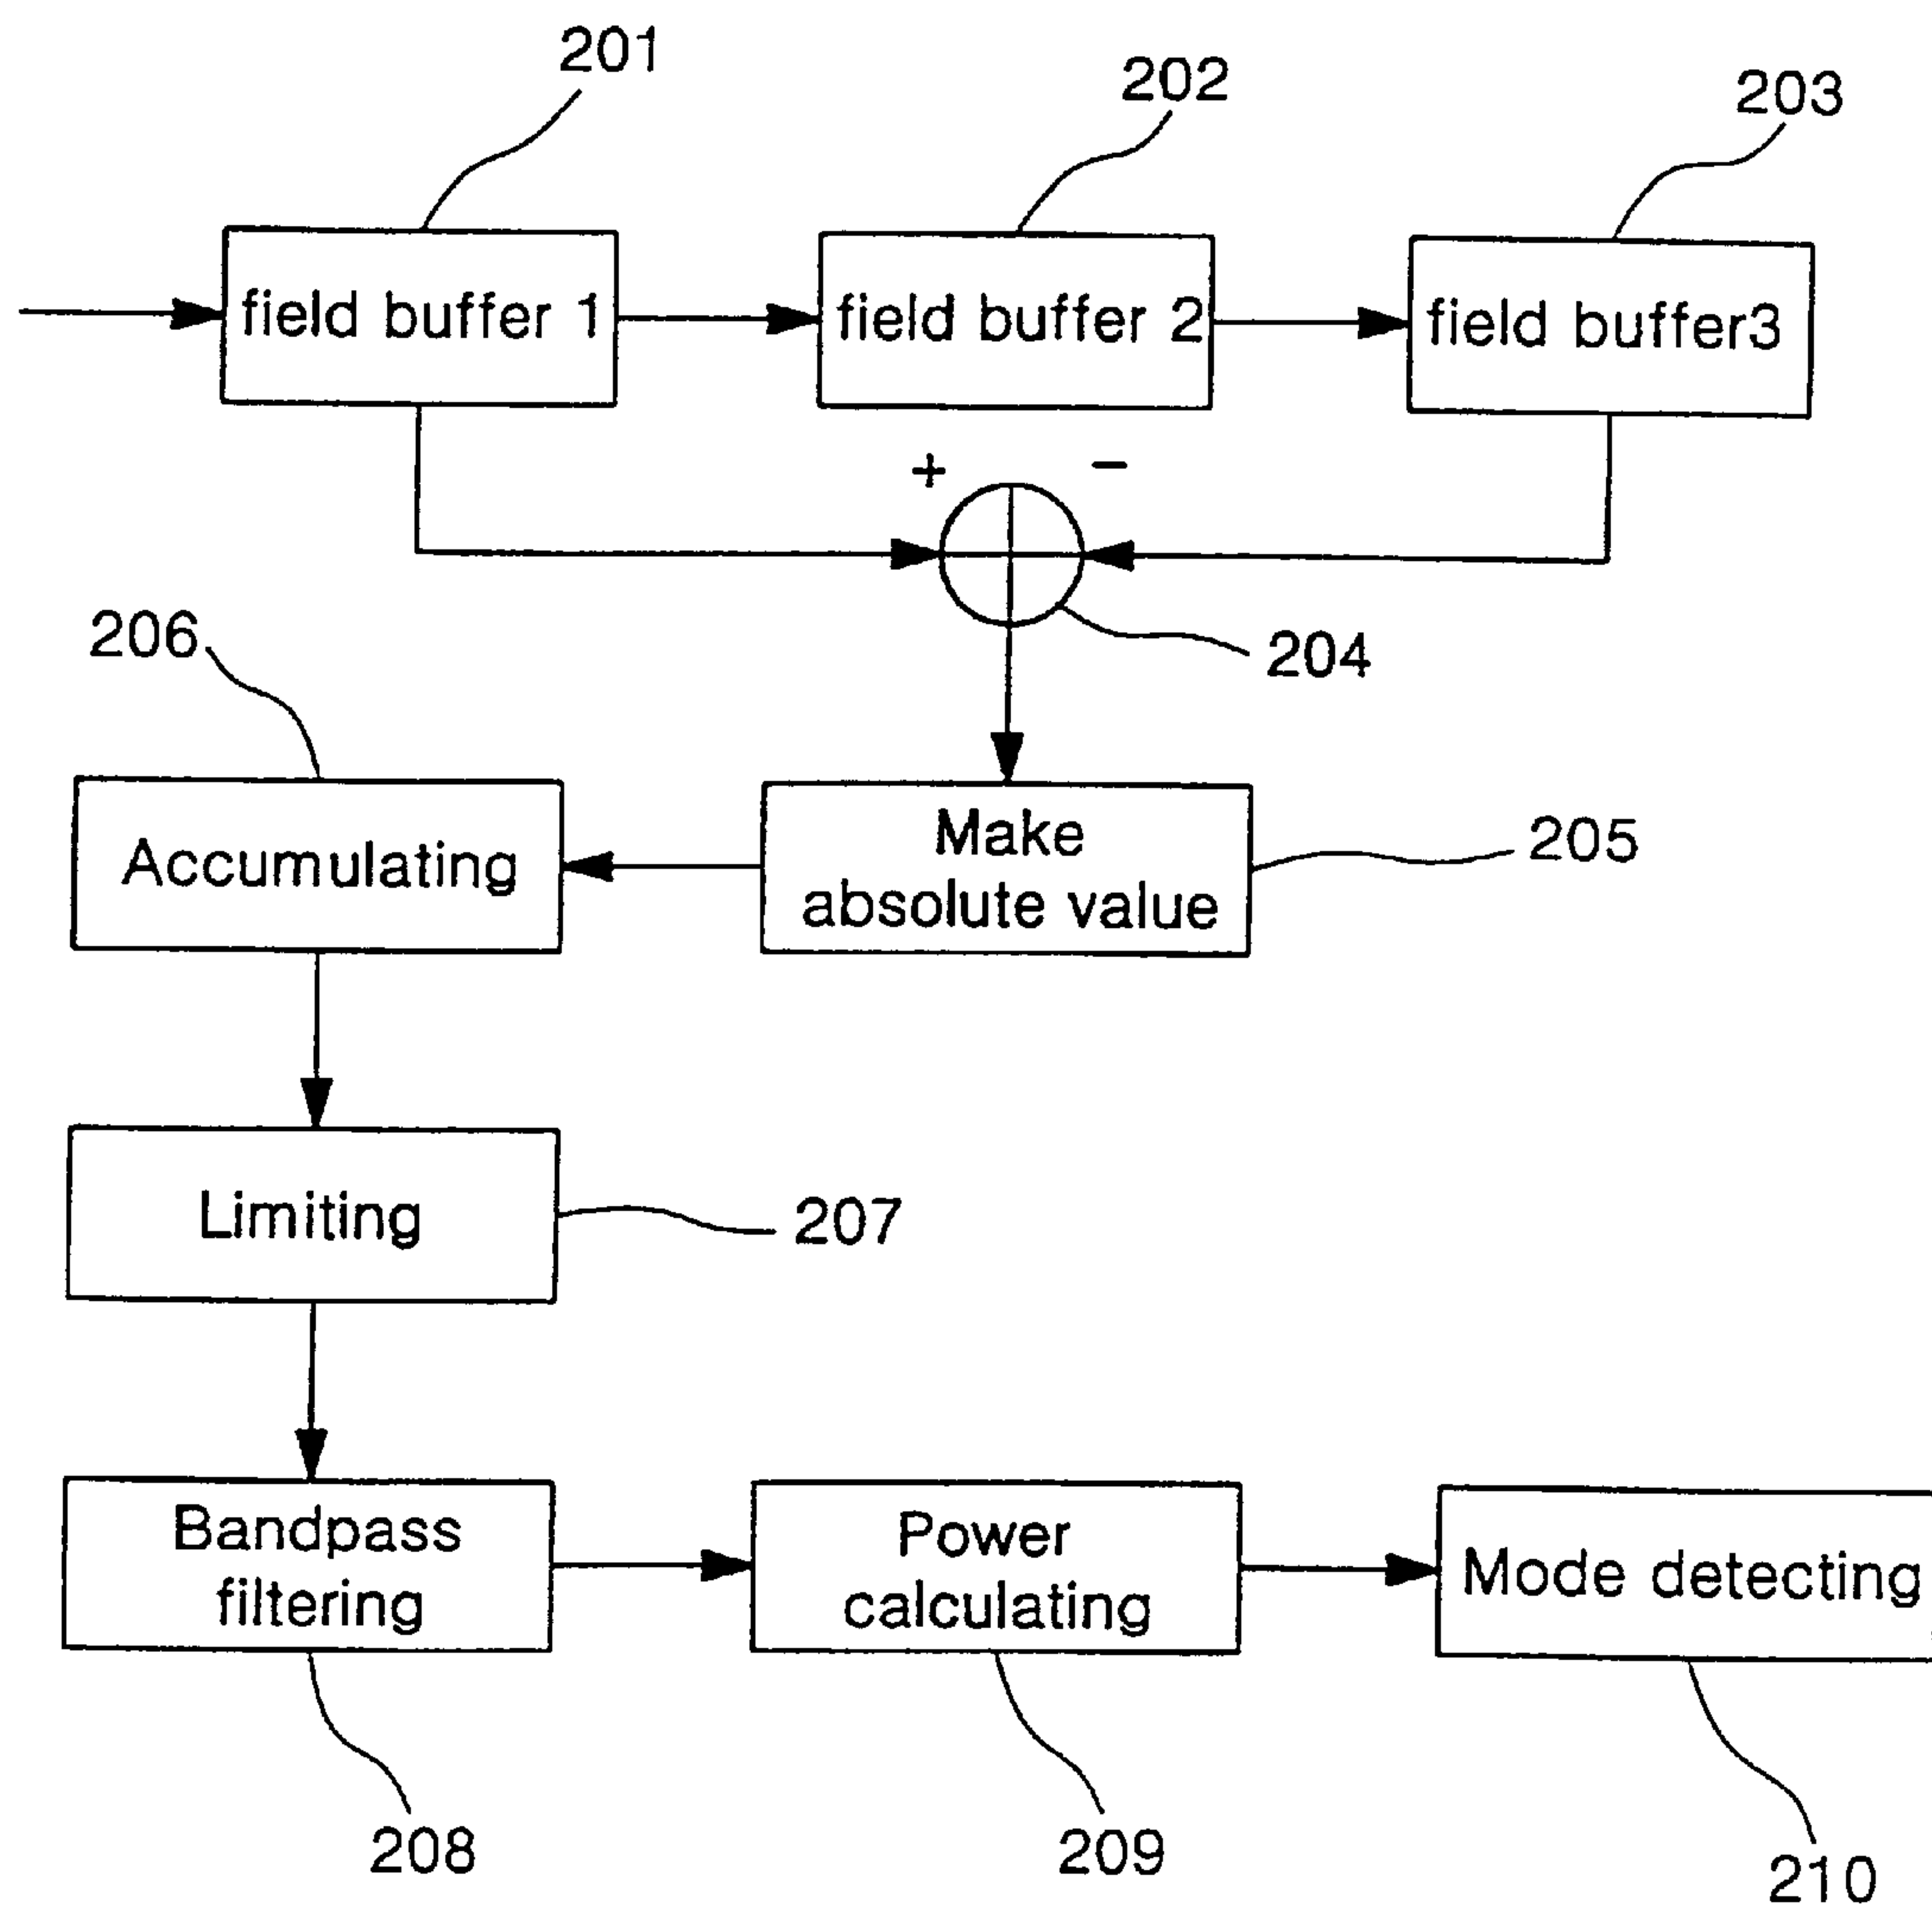 201
202
203
field buffer 1
field buffer 2
field buffer3
+
−
204
206
Accumulating
Make
absolute value
205
Limiting
207
Bandpass
filtering
Power
calculating
Mode detecting
208
209
210